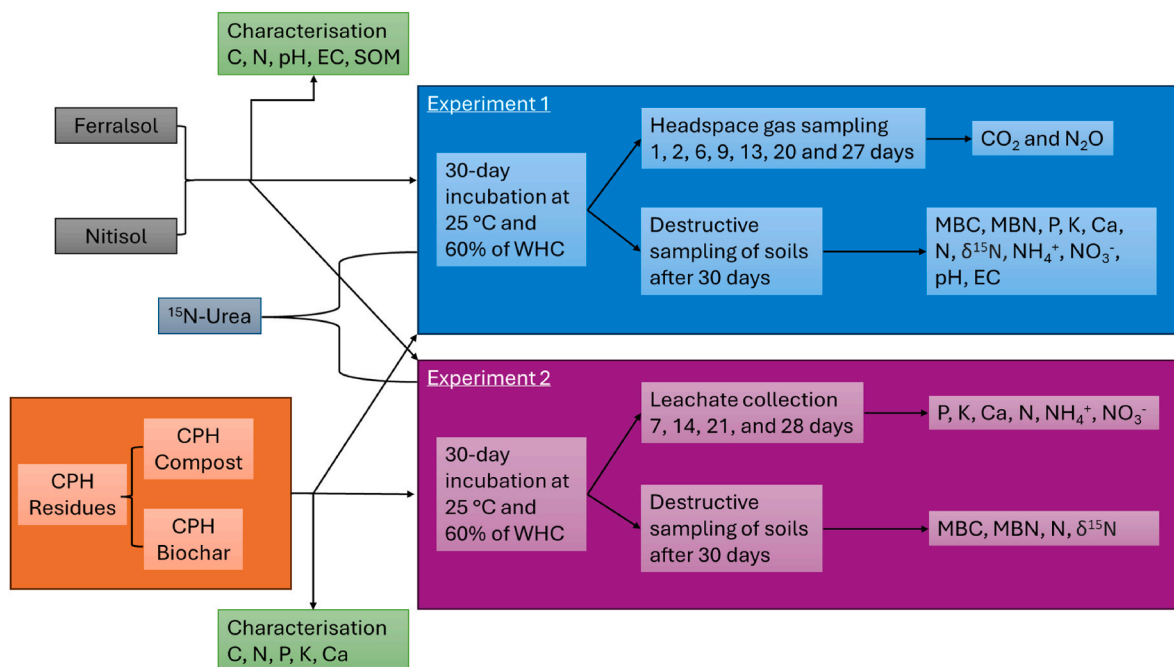 Characterisation
C, N, pH, EC, SOM
Ferralsol
Nitisol
¹⁵N-Urea
CPH
Residues
CPH
Compost
CPH
Biochar
Characterisation
C, N, P, K, Ca
Experiment 1
30-day
incubation at
25 °C and
60% of WHC
Headspace gas sampling
1, 2, 6, 9, 13, 20 and 27 days
CO₂ and N₂O
Destructive
sampling of soils
after 30 days
MBC, MBN, P, K, Ca,
N, δ¹⁵N, NH₄⁺, NO₃⁻,
pH, EC
Experiment 2
30-day
incubation at
25 °C and
60% of WHC
Leachate collection
7, 14, 21, and 28 days
P, K, Ca, N, NH₄⁺, NO₃⁻
Destructive
sampling of soils
after 30 days
MBC, MBN, N, δ¹⁵N